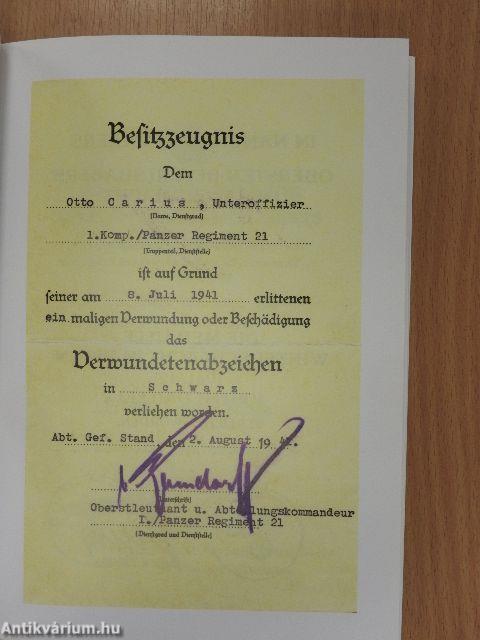 Besitzzeugnis
Dem
Otto Carius, Unteroffizier
(Name, Dienstgrad)
1.Komp./Panzer Regiment 21
(Truppenteil, Dienststelle)
ist auf Grund
seiner am 8. Juli 1941 erlittenen
ein maligen Verwundung oder Beschädigung
das
Verwundetenabzeichen
in Schwarz
verliehen worden.
Abt. Gef. Stand, den 2. August 1941.
(Unterschrift)
Oberstleutnant u. Abteilungskommandeur
I./Panzer Regiment 21
(Dienstgrad und Dienststelle)
Antikvárium.hu